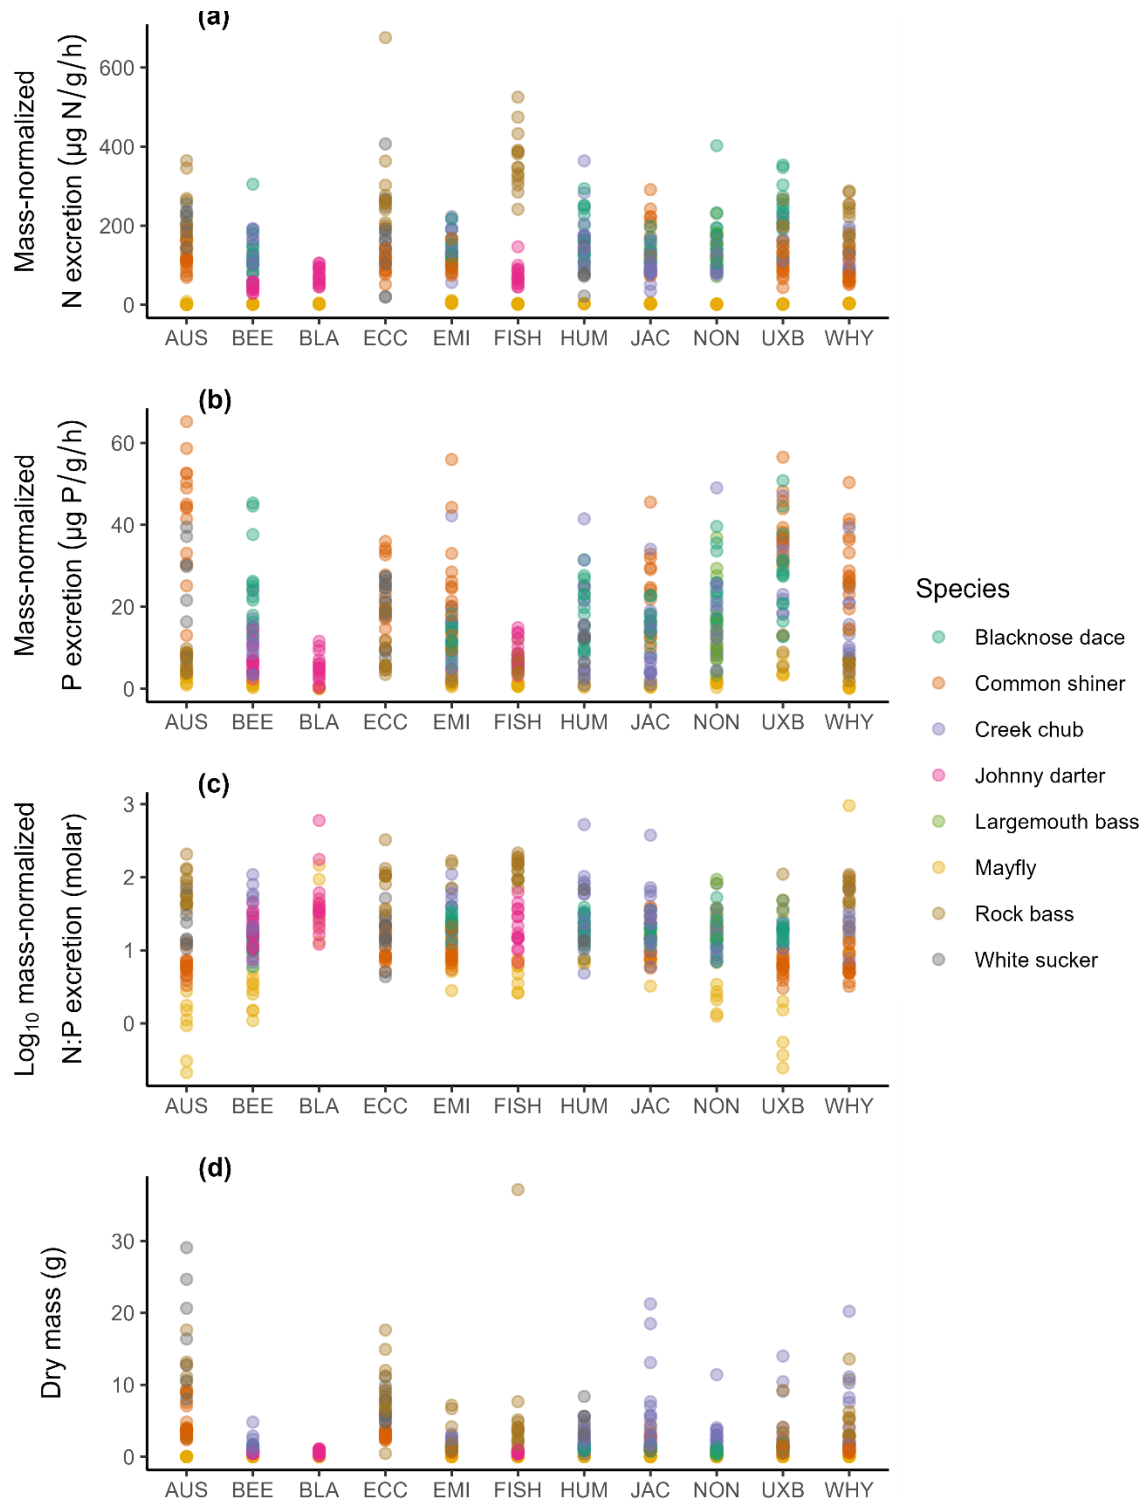 (a)
Mass-normalized
N excretion (µg N/g/h)
600
400
200
0
AUS BEE BLA ECC EMI FISH HUM JAC NON UXB WHY
(b)
Mass-normalized
P excretion (µg P/g/h)
60
40
20
0
AUS BEE BLA ECC EMI FISH HUM JAC NON UXB WHY
Species
Blacknose dace
Common shiner
Creek chub
Johnny darter
Largemouth bass
Mayfly
Rock bass
White sucker
(c)
Log₁₀ mass-normalized
N:P excretion (molar)
3
2
1
0
AUS BEE BLA ECC EMI FISH HUM JAC NON UXB WHY
(d)
Dry mass (g)
30
20
10
0
AUS BEE BLA ECC EMI FISH HUM JAC NON UXB WHY